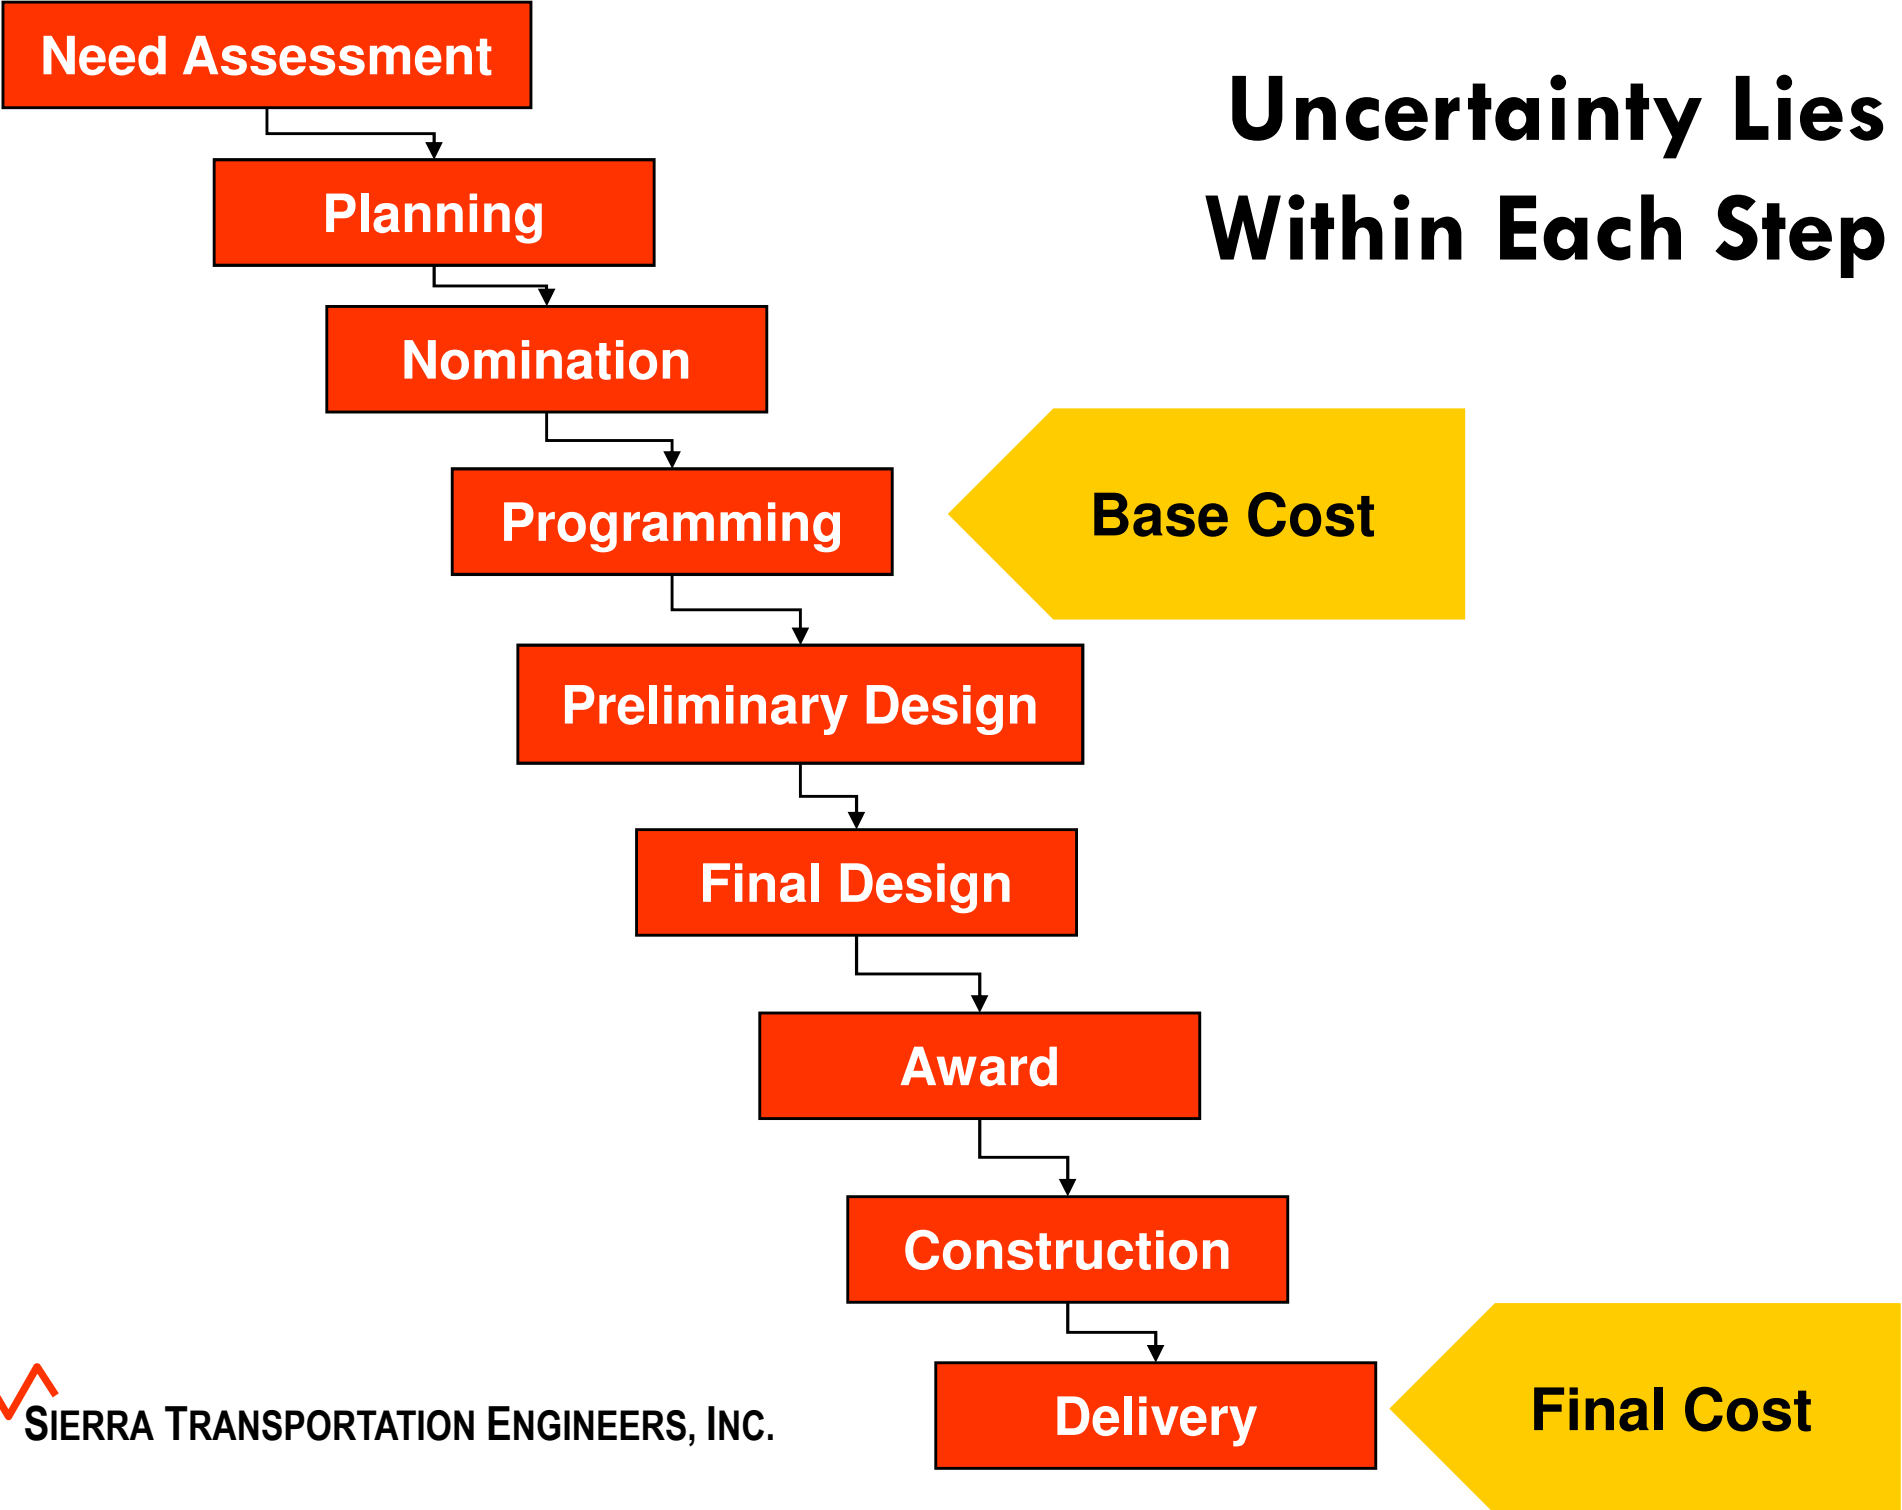 Need Assessment
Uncertainty Lies
Within Each Step
Planning
Nomination
Programming
Base Cost
Preliminary Design
Final Design
Award
Construction
Delivery
Final Cost
SIERRA TRANSPORTATION ENGINEERS, INC.